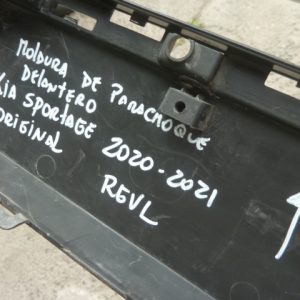 MOLDURA DE PARACHOQUE
DELANTERO
KIA SPORTAGE 2020-2021
ORIGINAL
REVL